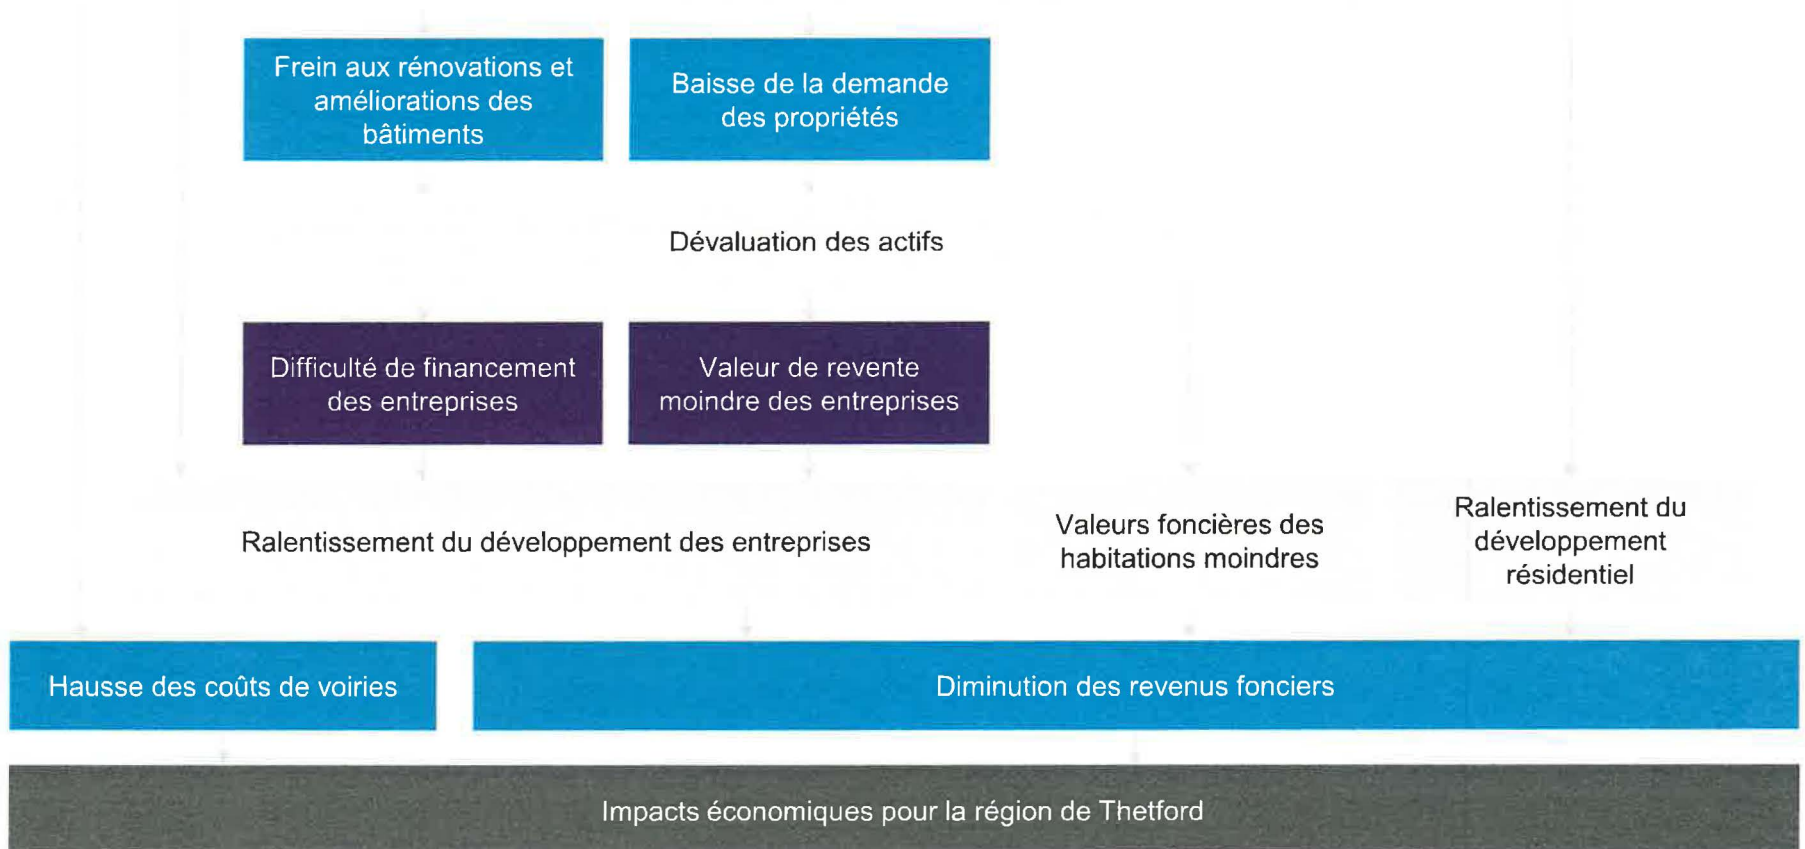 Frein aux rénovations et
améliorations des
bâtiments
Baisse de la demande
des propriétés
Dévaluation des actifs
Difficulté de financement
des entreprises
Valeur de revente
moindre des entreprises
Ralentissement du développement des entreprises
Valeurs foncières des
habitations moindres
Ralentissement du
développement
résidentiel
Hausse des coûts de voiries
Diminution des revenus fonciers
Impacts économiques pour la région de Thetford